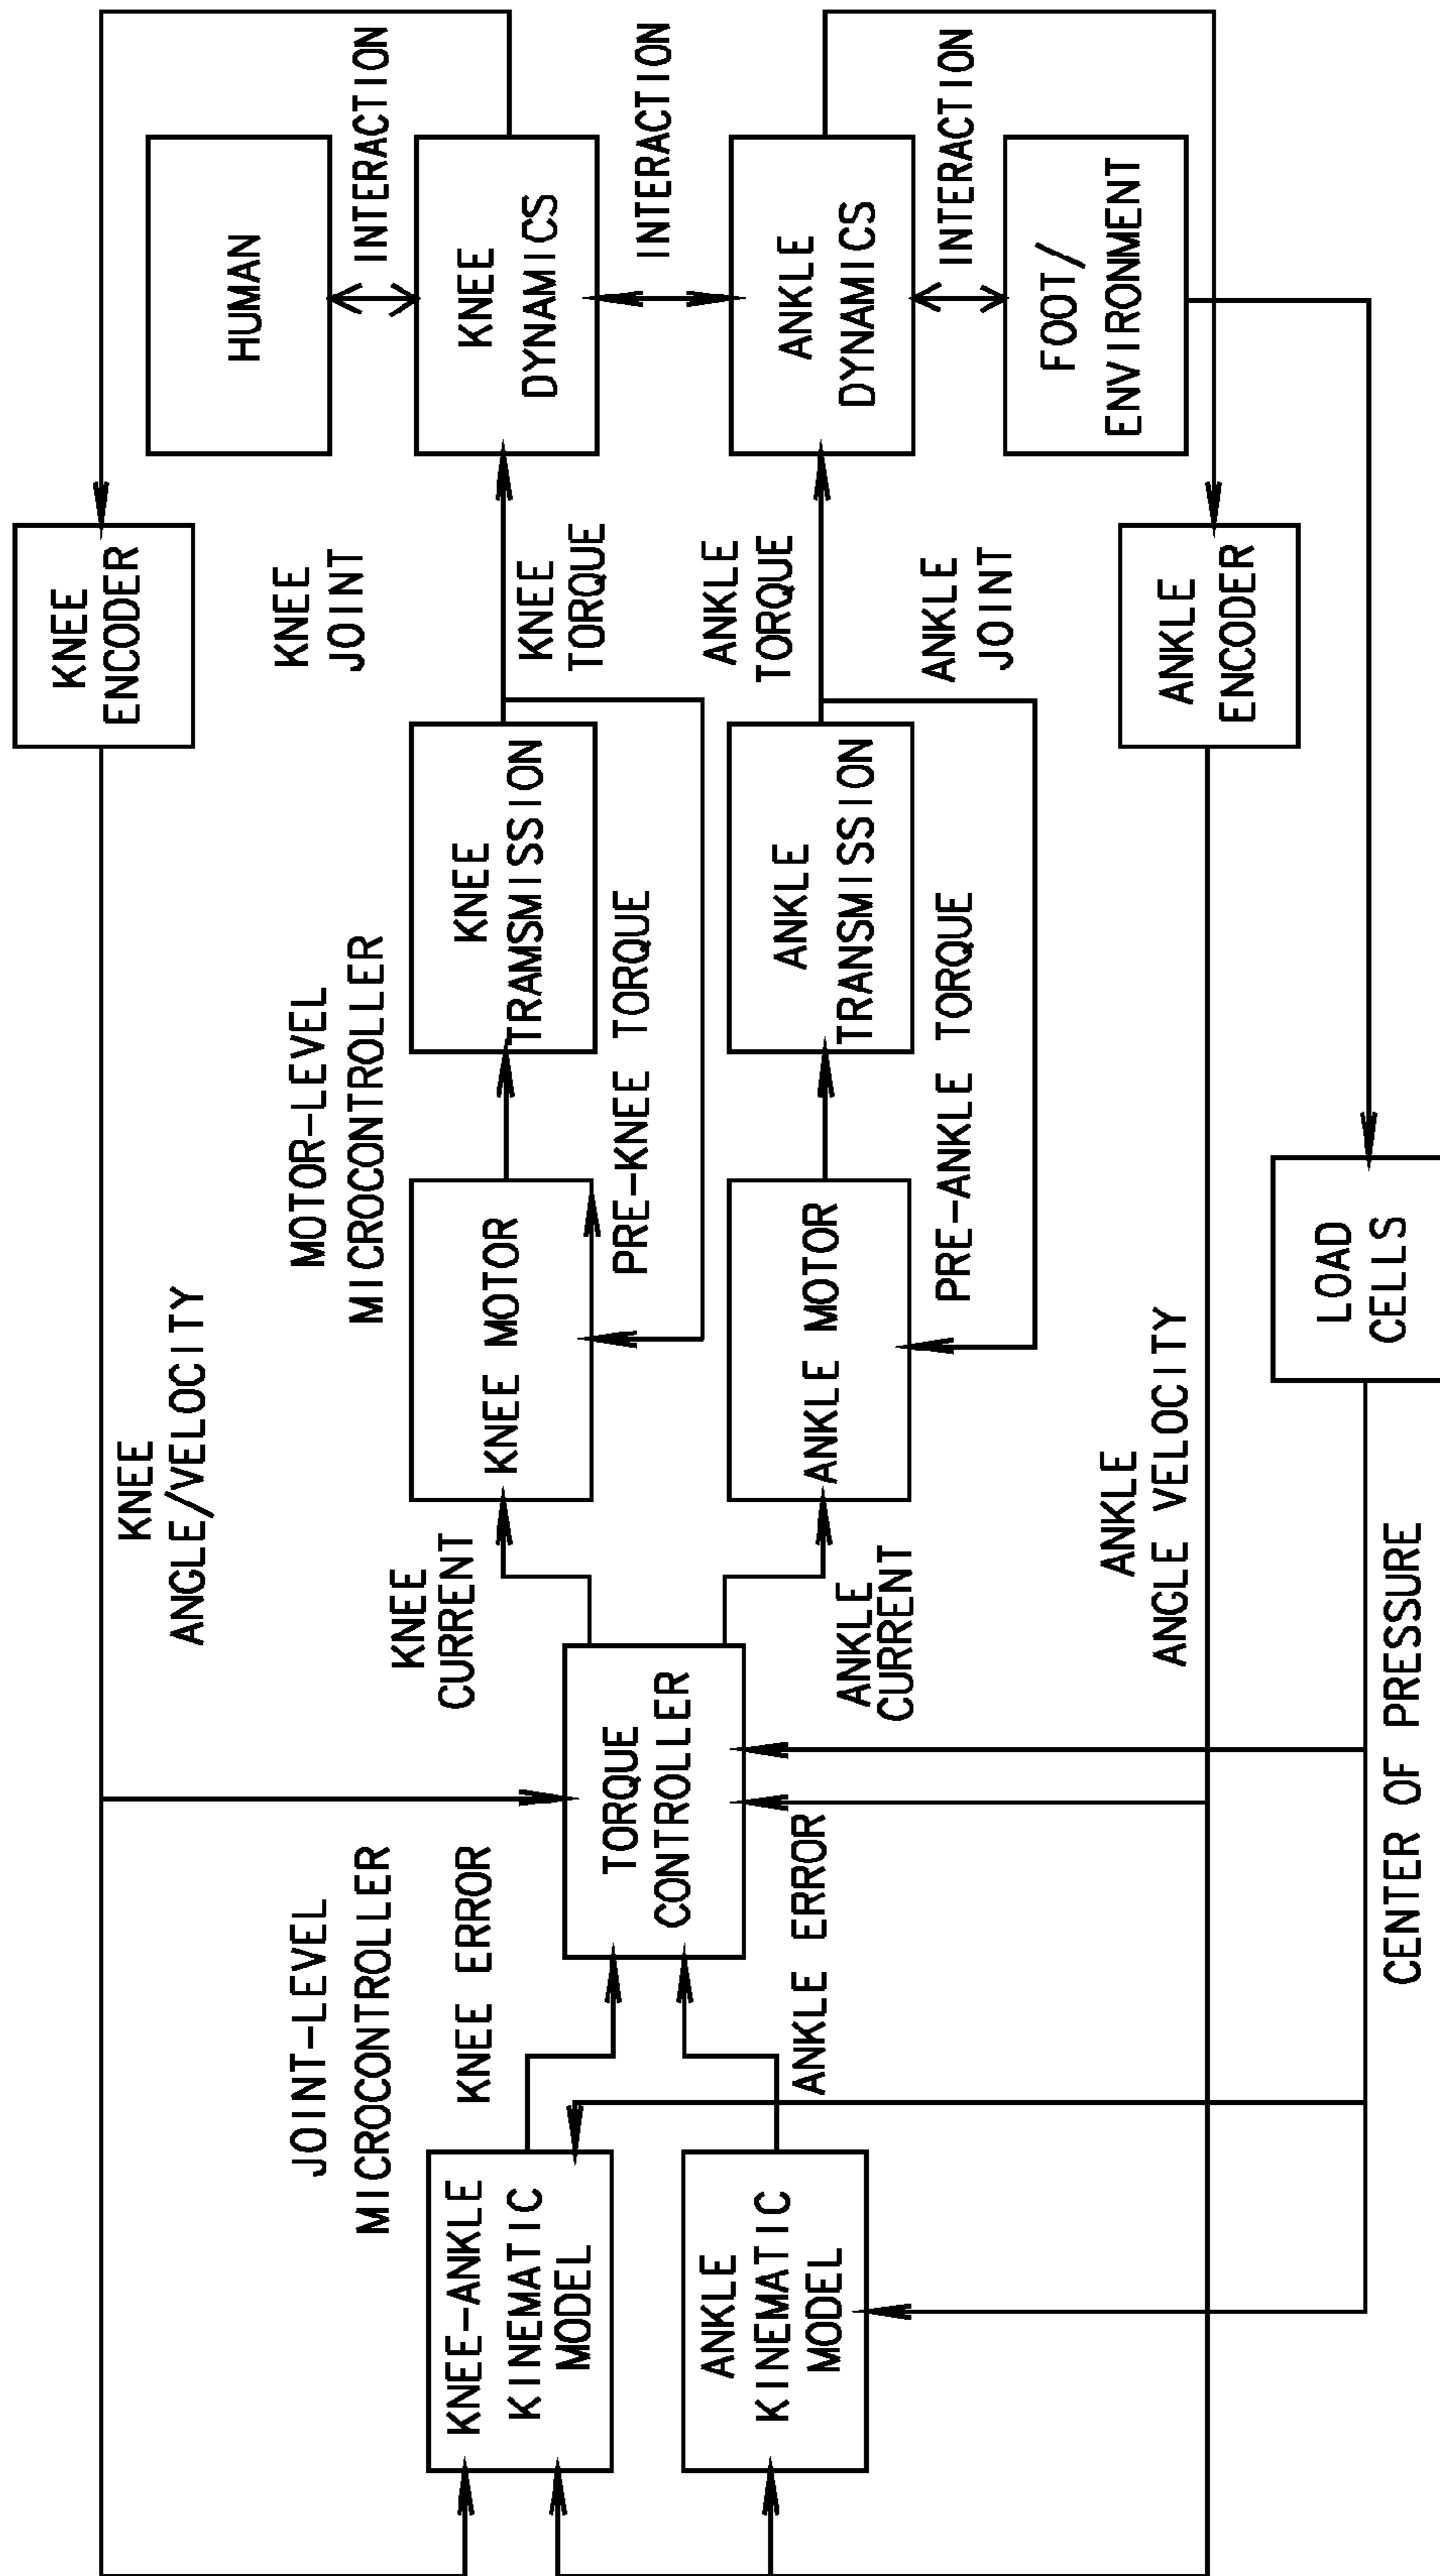 KNEE
ENCODER
HUMAN
INTERACTION
KNEE
JOINT
MOTOR-LEVEL
MICROCONTROLLER
KNEE
ANGLE/VELOCITY
JOINT-LEVEL
MICROCONTROLLER
KNEE-ANKLE
KINEMATIC
MODEL
KNEE ERROR
KNEE
CURRENT
KNEE MOTOR
KNEE
TRAMSMISSION
KNEE
TORQUE
KNEE
DYNAMICS
PRE-KNEE TORQUE
INTERACTION
TORQUE
CONTROLLER
ANKLE
KINEMATIC
MODEL
ANKLE ERROR
ANKLE
CURRENT
ANKLE MOTOR
ANKLE
TRANSMISSION
ANKLE
TORQUE
ANKLE
DYNAMICS
PRE-ANKLE TORQUE
ANKLE
JOINT
INTERACTION
FOOT/
ENVIRONMENT
ANKLE
ANGLE VELOCITY
ANKLE
ENCODER
LOAD
CELLS
CENTER OF PRESSURE